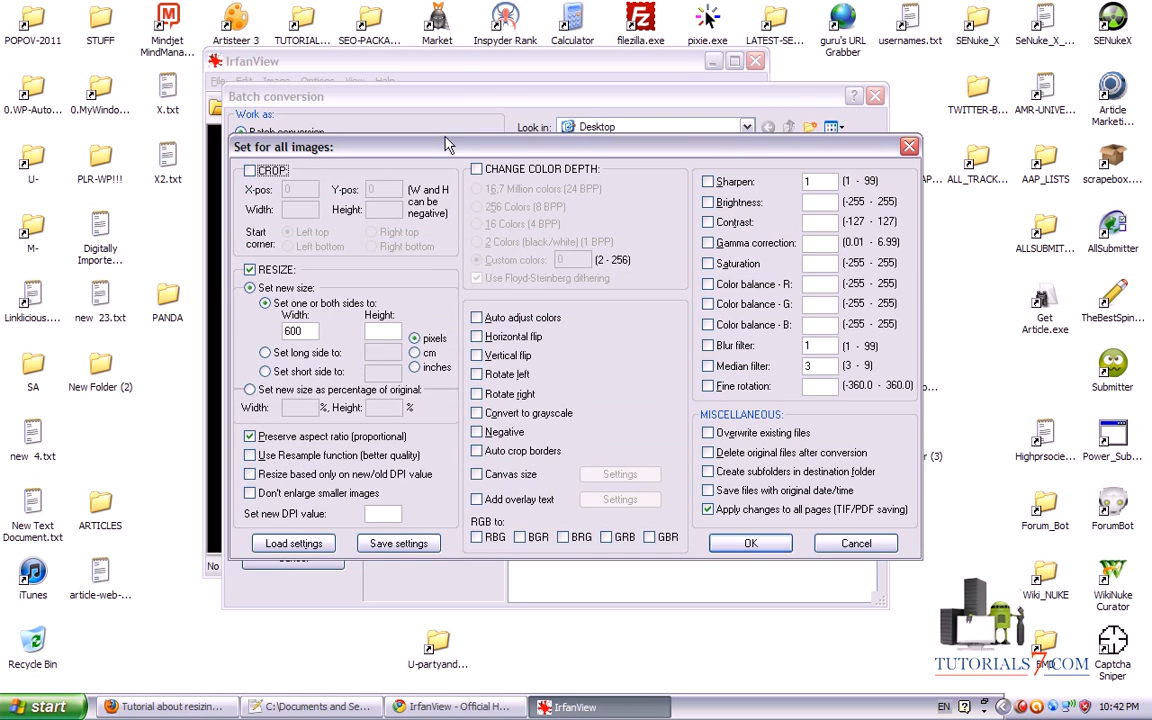 POPOV-2011
STUFF
Mindjet
MindMana...
Artisteer 3
TUTORIAL...
SEO-PACKA...
Market
Inspyder Rank
Calculator
filezilla.exe
pixie.exe
LATEST-SE...
guru's URL
Grabber
usernames.txt
SENuke_X
SeNuke_X...
SENukeX
IrfanView
File Edit Image Options View Help
0.WP-Auto...
0.MyWindo...
X.txt
Batch conversion
Work as:
Batch conversion
Look in:
Desktop
TWITTER-B...
AMR-UNIVER...
Article
Marketi...
U-
PLR-WP!!!
X2.txt
ALL_TRACK...
AAP_LISTS
scrapebox....
M-
Digitally
Importe...
ALLSUBMIT...
AllSubmitter
Linklicious....
new 23.txt
PANDA
Get
Article.exe
TheBestSpin...
SA
New Folder (2)
Submitter
new 4.txt
(3)
Highprsocie...
Power_Sub...
New Text
Document.txt
ARTICLES
Forum_Bot
ForumBot
iTunes
article-web-...
Wiki_NUKE
WikiNuke
Curator
Recycle Bin
U-partyand...
Captcha
Sniper
Set for all images:
CROP:
X-pos: 0 Y-pos: 0 (W and H
can be
negative)
Width: Height:
Start
corner: Left top Right top
Left bottom Right bottom
RESIZE:
Set new size:
Set one or both sides to:
Width: Height:
600
pixels
cm
inches
Set long side to:
Set short side to:
Set new size as percentage of original:
Width: %, Height: %
Preserve aspect ratio (proportional)
Use Resample function (better quality)
Resize based only on new/old DPI value
Don't enlarge smaller images
Set new DPI value:
Load settings
Save settings
CHANGE COLOR DEPTH:
16,7 Million colors (24 BPP)
256 Colors (8 BPP)
16 Colors (4 BPP)
2 Colors (black/white) (1 BPP)
Custom colors: 0 (2 - 256)
Use Floyd-Steinberg dithering
Auto adjust colors
Horizontal flip
Vertical flip
Rotate left
Rotate right
Convert to grayscale
Negative
Auto crop borders
Canvas size Settings
Add overlay text Settings
RGB to:
RBG BGR BRG GRB GBR
Sharpen: 1 (1 - 99)
Brightness: (-255 - 255)
Contrast: (-127 - 127)
Gamma correction: (0.01 - 6.99)
Saturation (-255 - 255)
Color balance - R: (-255 - 255)
Color balance - G: (-255 - 255)
Color balance - B: (-255 - 255)
Blur filter: 1 (1 - 99)
Median filter: 3 (3 - 9)
Fine rotation: (-360.0 - 360.0)
MISCELLANEOUS:
Overwrite existing files
Delete original files after conversion
Create subfolders in destination folder
Save files with original date/time
Apply changes to all pages (TIF/PDF saving)
OK
Cancel
No
TUTORIALS7.COM
start
Tutorial about resizin...
C:\Documents and Se...
IrfanView - Official H...
IrfanView
EN
10:42 PM